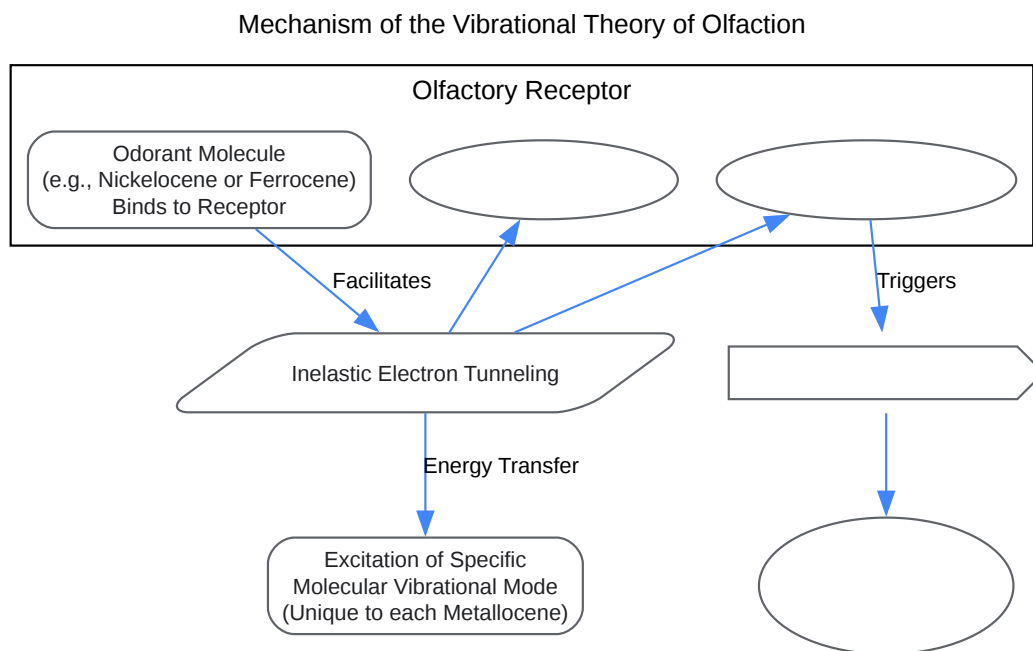 Mechanism of the Vibrational Theory of Olfaction
Olfactory Receptor
Odorant Molecule
(e.g., Nickelocene or Ferrocene)
Binds to Receptor
Facilitates
Triggers
Inelastic Electron Tunneling
Energy Transfer
Excitation of Specific
Molecular Vibrational Mode
(Unique to each Metallocene)